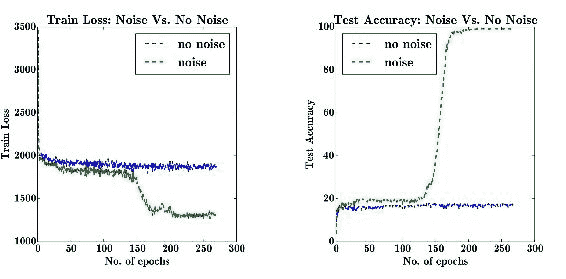 Train Loss: Noise Vs. No Noise
3500
3000
2500
2000
1500
1000
Train Loss
no noise
noise
0 50 100 150 200 250 300
No. of epochs
Test Accuracy: Noise Vs. No Noise
100
80
60
40
20
0
Test Accuracy
no noise
noise
0 50 100 150 200 250 300
No. of epochs